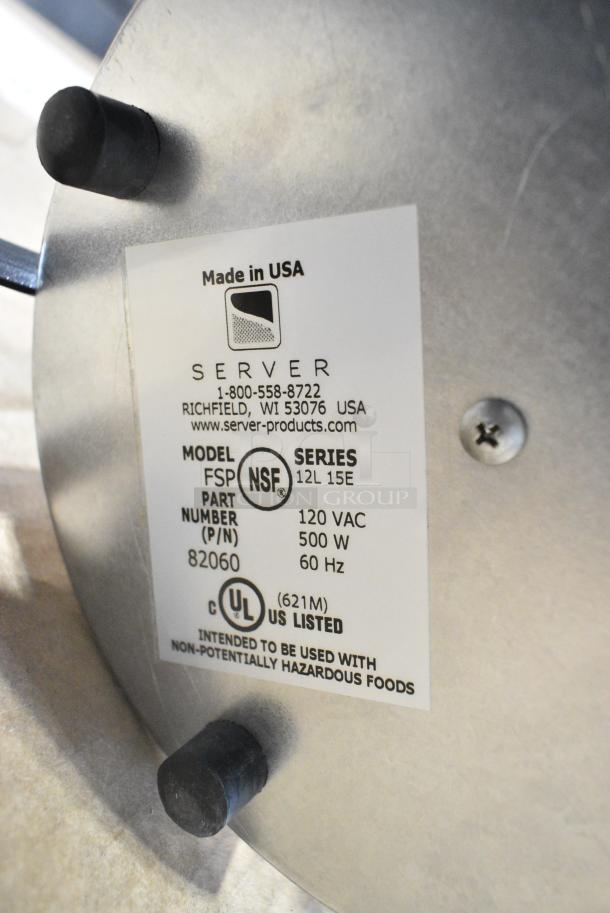 Made in USA
SERVER
1-800-558-8722
RICHFIELD, WI 53076 USA
www.server-products.com
MODEL
FSP
NSF®
SERIES
12L 15E
PART
NUMBER
(P/N)
82060
120 VAC
500 W
60 Hz
C UL US LISTED
(621M)
INTENDED TO BE USED WITH
NON-POTENTIALLY HAZARDOUS FOODS
GROUP